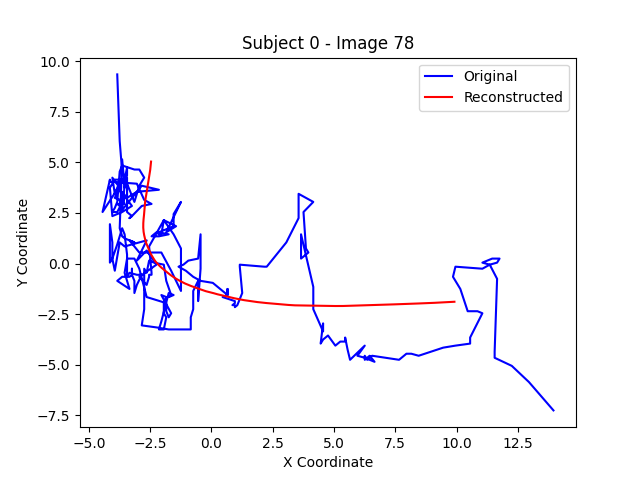 Subject 0 - Image 78
Original
Reconstructed
Y Coordinate
10.0
7.5
5.0
2.5
0.0
−2.5
−5.0
−7.5
−5.0 −2.5 0.0 2.5 5.0 7.5 10.0 12.5
X Coordinate